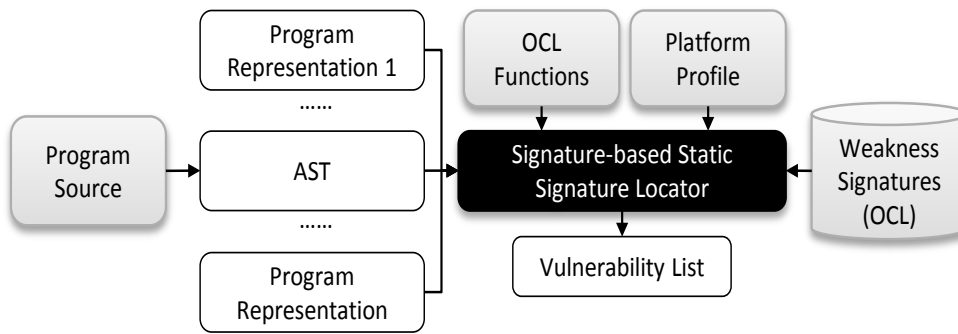 Program
Representation 1
......
OCL
Functions
Platform
Profile
Program
Source
AST
Signature-based Static
Signature Locator
Weakness
Signatures
(OCL)
......
Program
Representation
Vulnerability List